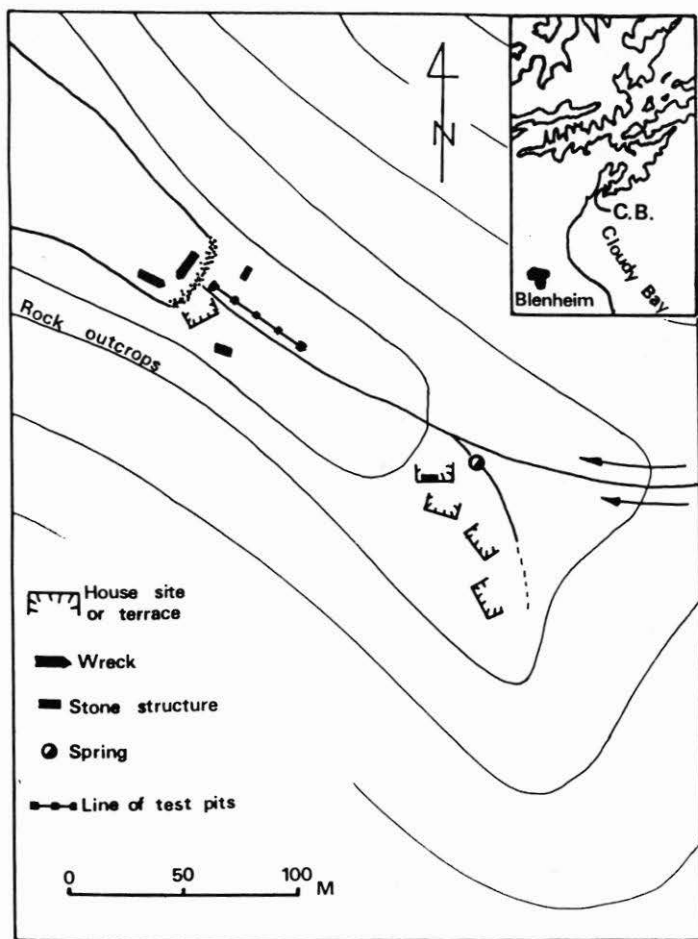 N
C.B.
Cloudy Bay
Blenheim
Rock outcrops
House site
or terrace
Wreck
Stone structure
Spring
Line of test pits
0 50 100
M